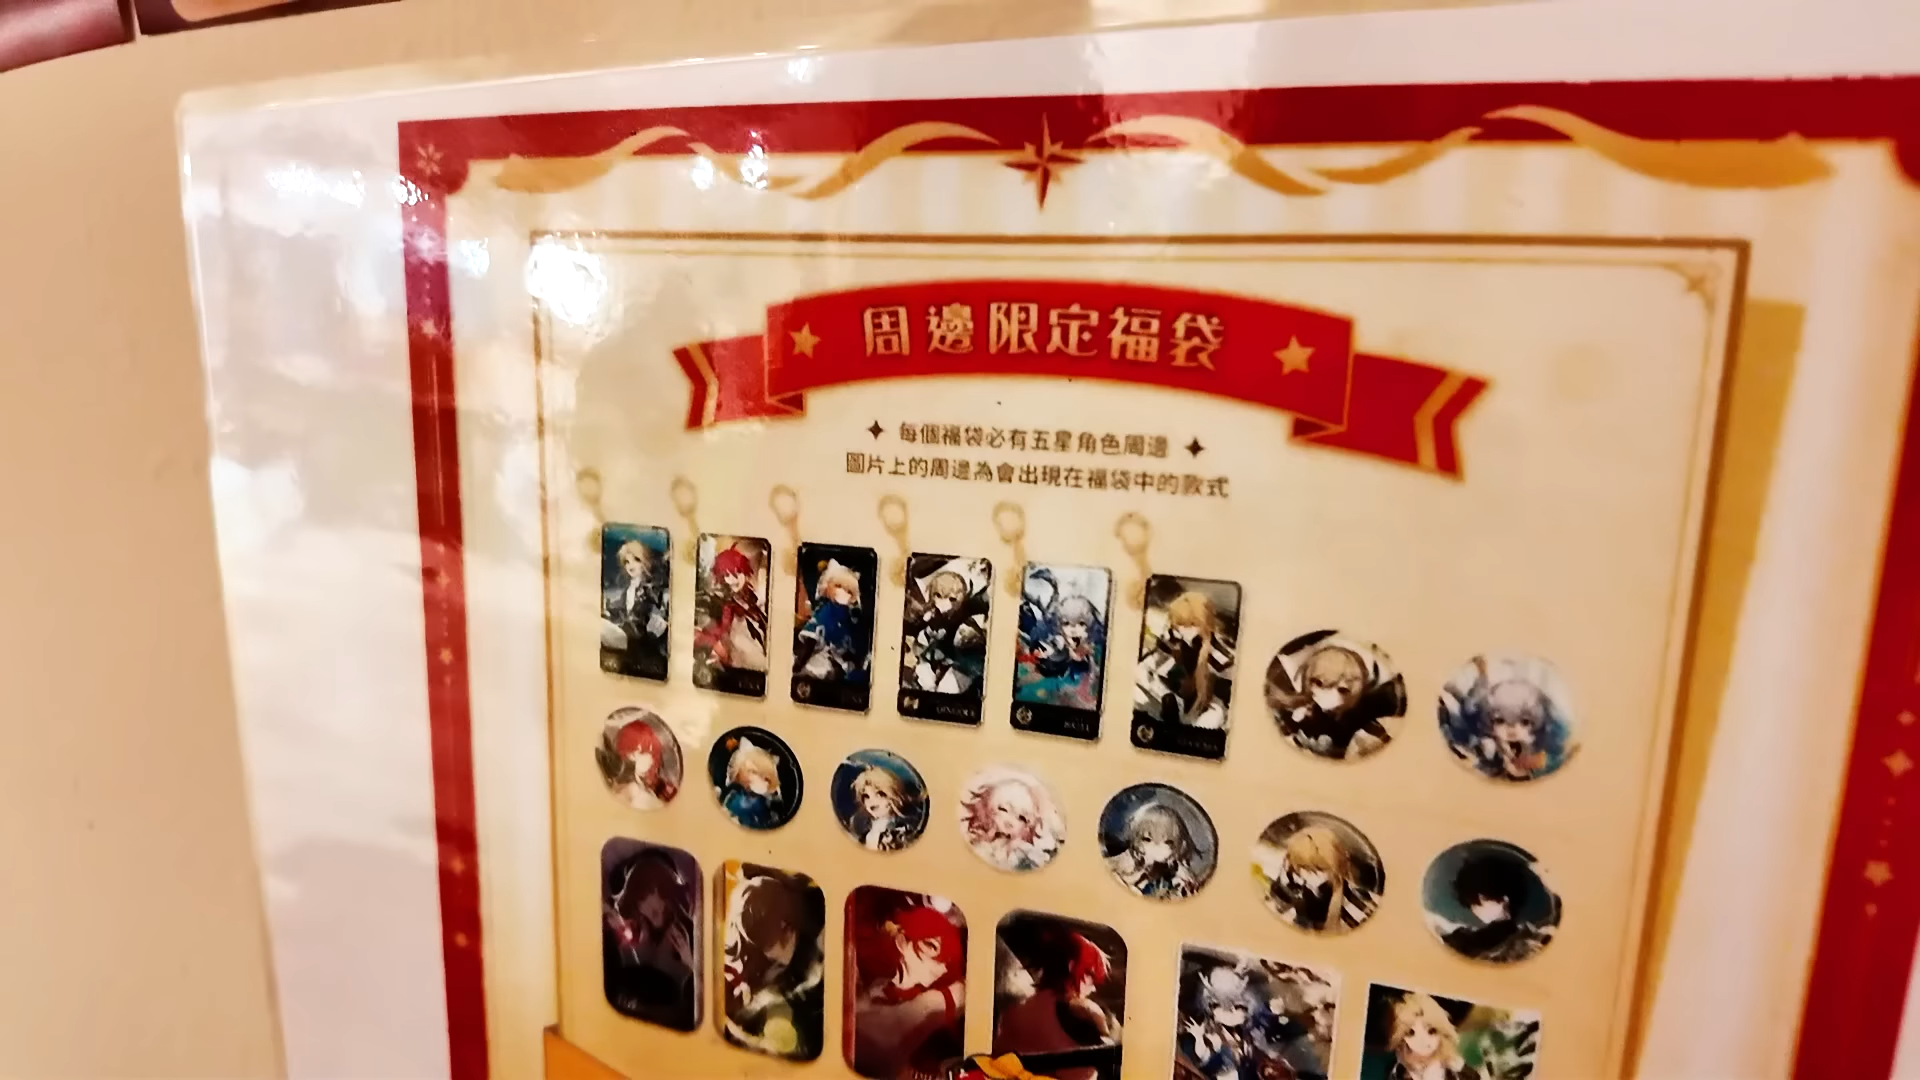 周邊限定福袋
每個福袋必有五星角色周邊
圖片上的周邊為會出現在福袋中的款式